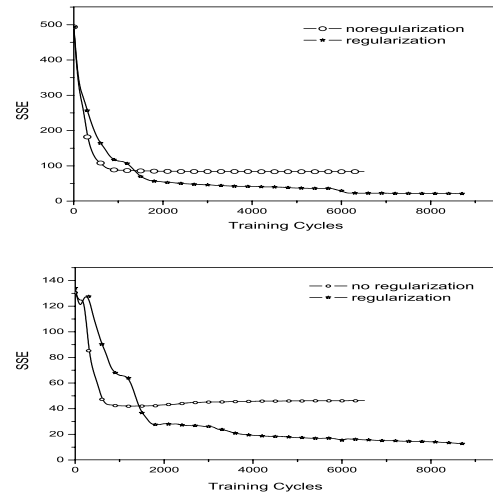 500
400
300
200
100
0
SSE
noregularization
regularization
0 2000 4000 6000 8000
Training Cycles
140
120
100
80
60
40
20
0
SSE
no regularization
regularization
0 2000 4000 6000 8000
Training Cycles